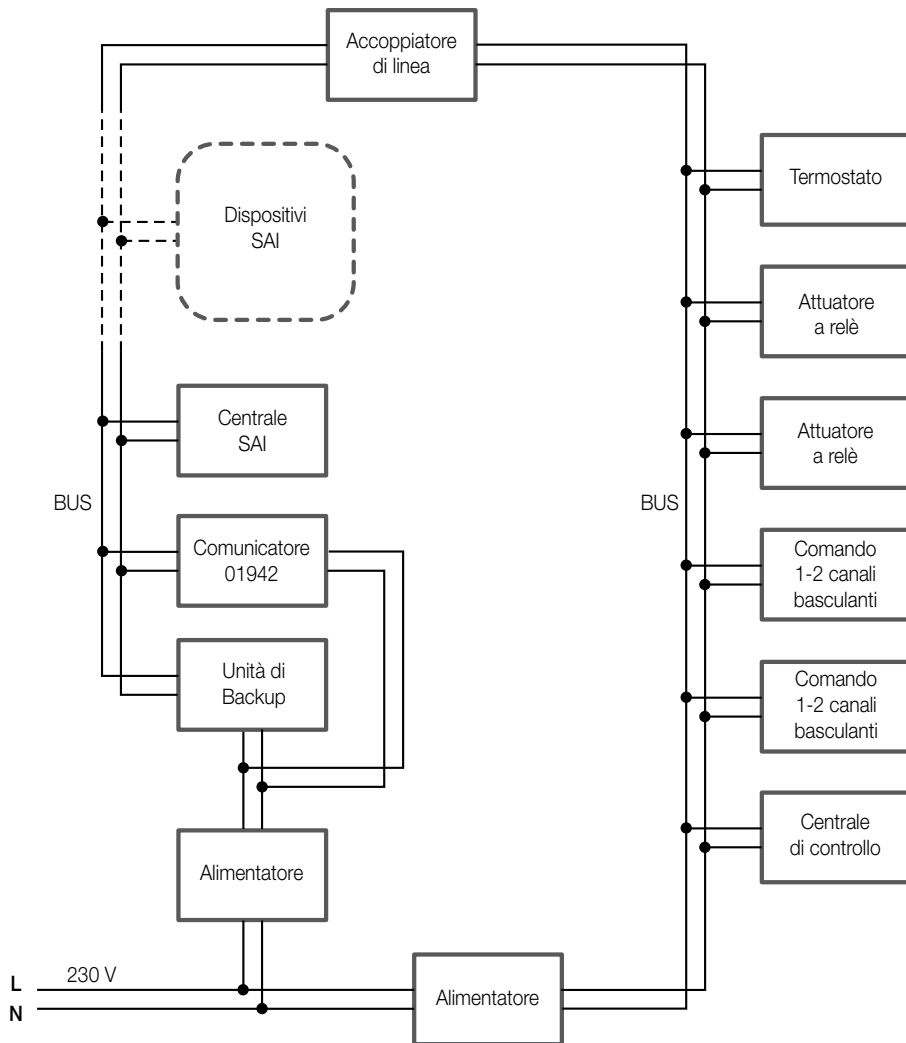 Accoppiatore
di linea
Termostato
Dispositivi
SAI
Attuatore
a relè
Centrale
SAI
Attuatore
a relè
BUS
BUS
Comunicatore
01942
Comando
1-2 canali
basculanti
Unità di
Backup
Comando
1-2 canali
basculanti
Centrale
di controllo
Alimentatore
L
230 V
N
Alimentatore